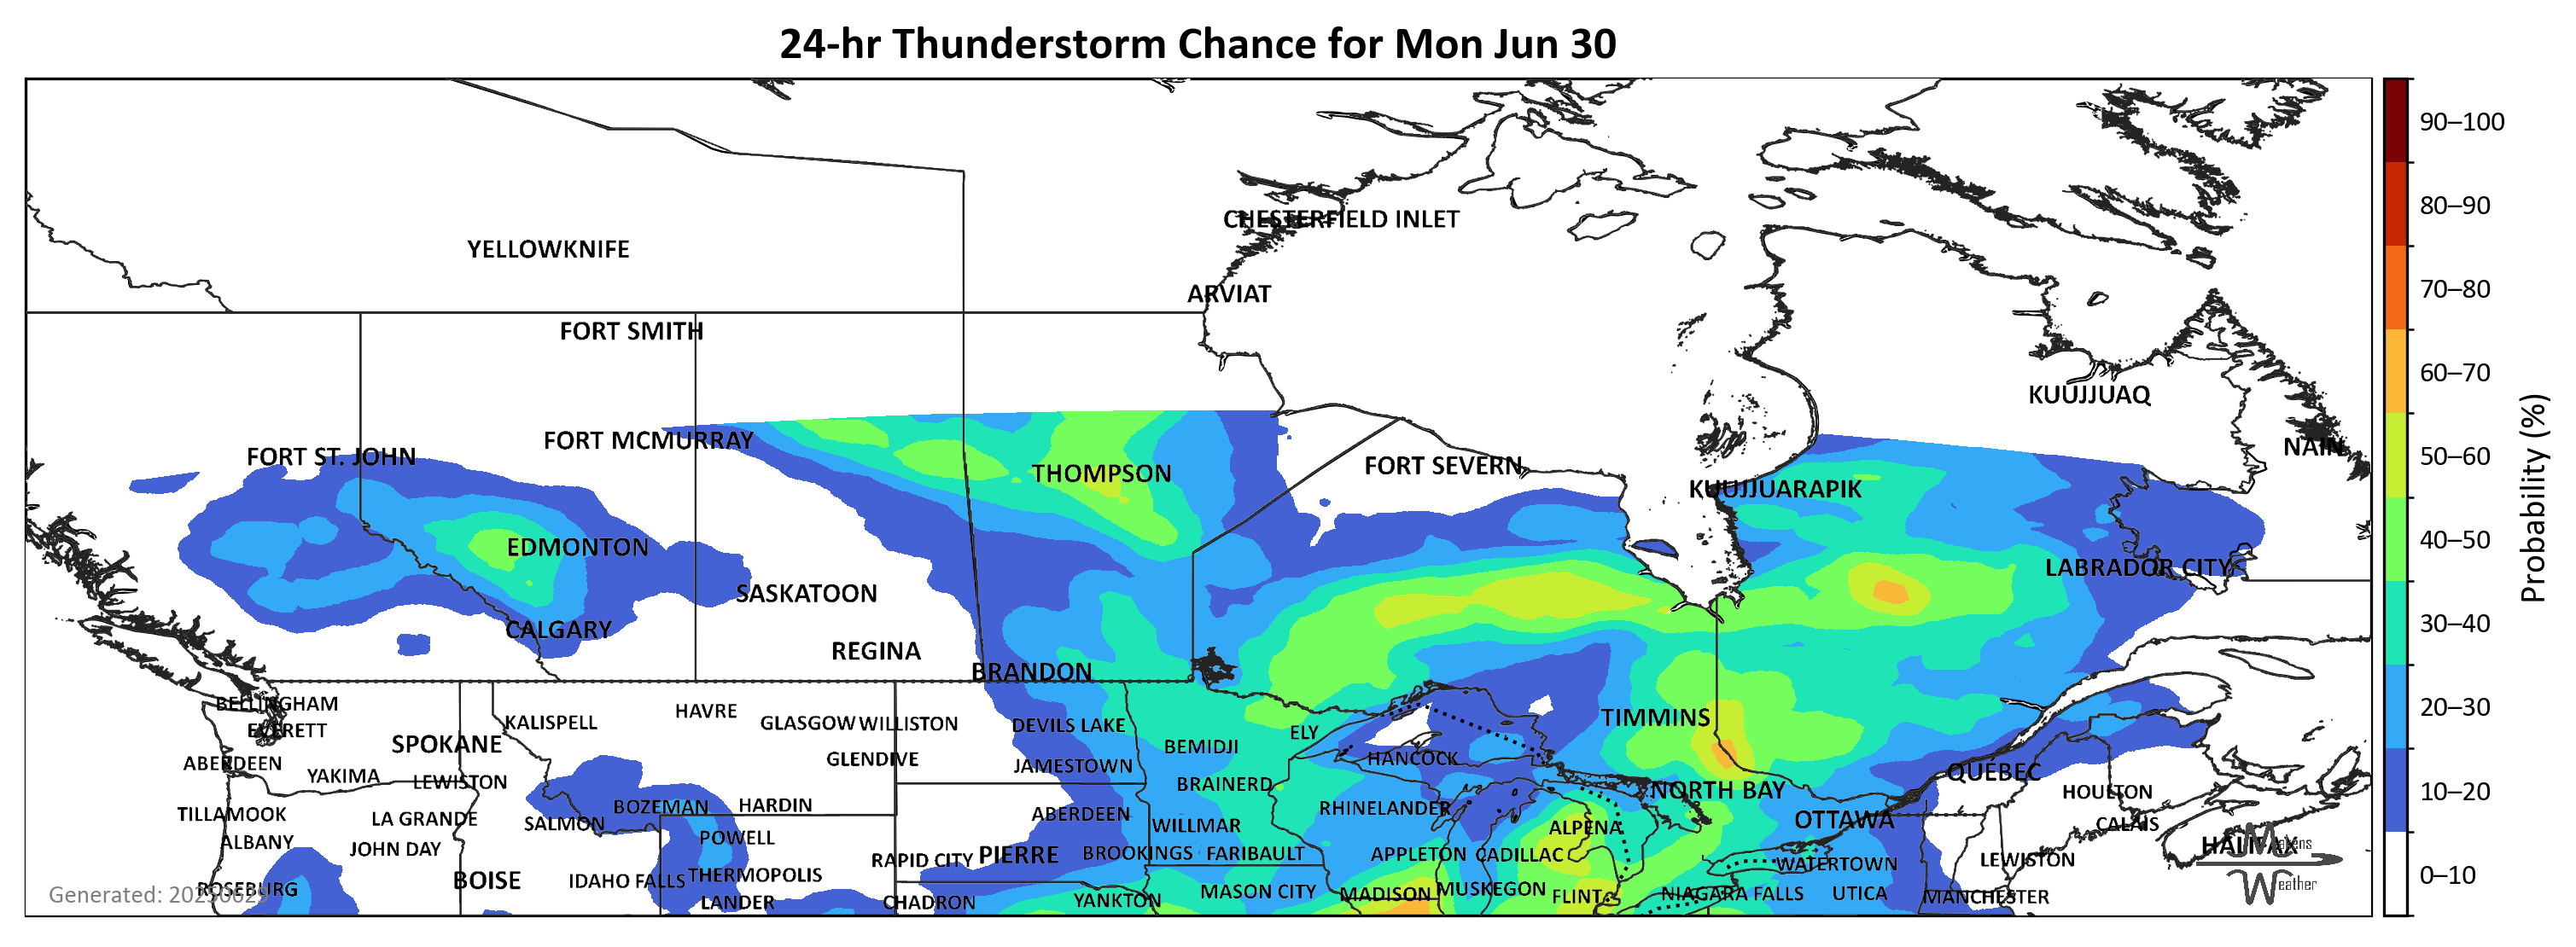 24-hr Thunderstorm Chance for Mon Jun 30
90–100
80–90
CHESTERFIELD INLET
YELLOWKNIFE
70–80
ARVIAT
FORT SMITH
60–70
KUUJJUAQ
FORT MCMURRAY
NAIN
FORT ST. JOHN
50–60
FORT SEVERN
THOMPSON
KUUJJUARAPIK
Probability (%)
40–50
EDMONTON
LABRADOR CITY
SASKATOON
30–40
CALGARY
REGINA
BRANDON
BELLINGHAM
20–30
HAVRE
TIMMINS
KALISPELL
GLASGOW WILLISTON
DEVILS LAKE
EVERETT
ELY
SPOKANE
BEMIDJI
GLENDIVE
HANCOCK
ABERDEEN
JAMESTOWN
QUÉBEC
YAKIMA
LEWISTON
BRAINERD
NORTH BAY
10–20
HOULTON
BOZEMAN
HARDIN
RHINELANDER
TILLAMOOK
ABERDEEN
LA GRANDE
OTTAWA
SALMON
WILLMAR
ALPENA
CALAIS
POWELL
ALBANY
HALIFAX
Makens
Weather
JOHN DAY
BROOKINGS
FARIBAULT
APPLETON
CADILLAC
PIERRE
RAPID CITY
LEWISTON
WATERTOWN
THERMOPOLIS
0–10
BOISE
IDAHO FALLS
ROSEBURG
MUSKEGON
MASON CITY
MADISON
NIAGARA FALLS
UTICA
FLINT
MANCHESTER
YANKTON
LANDER
CHADRON
Generated: 20250629